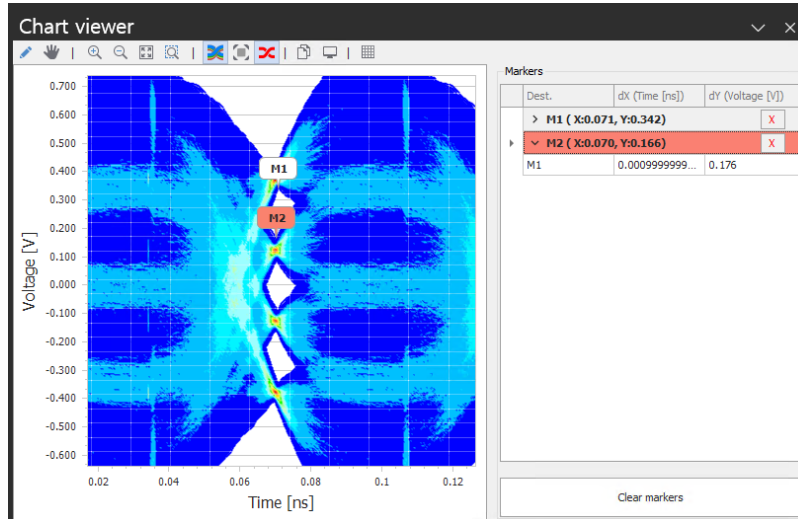 Chart viewer
Markers
Dest. dX (Time [ns]) dY (Voltage [V])
M1 ( X:0.071, Y:0.342) X
M2 ( X:0.070, Y:0.166) X
M1 0.0009999999... 0.176
0.700
0.600
0.500
0.400
0.300
0.200
0.100
0.000
-0.100
-0.200
-0.300
-0.400
-0.500
-0.600
Voltage [V]
M1
M2
0.02 0.04 0.06 0.08 0.1 0.12
Time [ns]
Clear markers